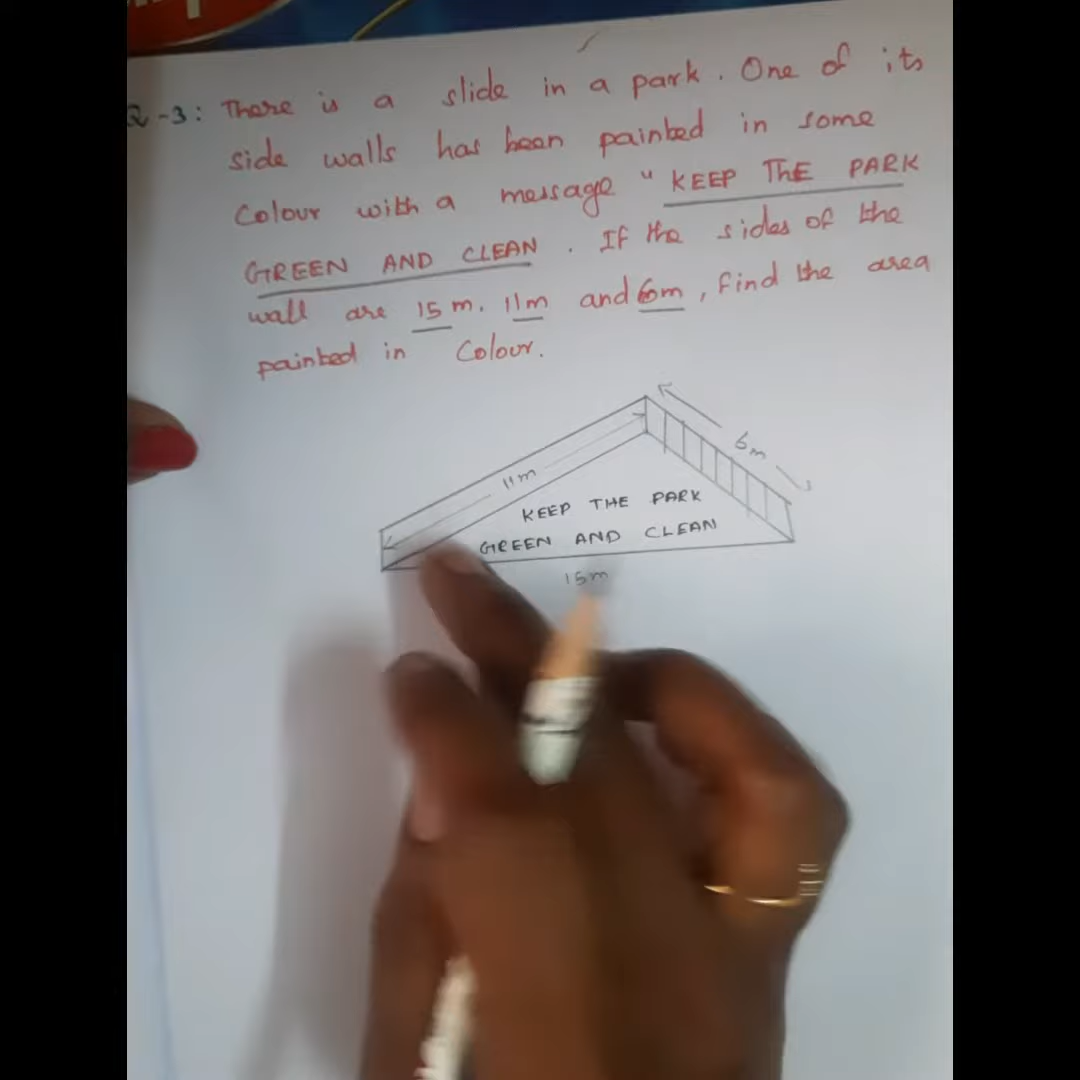 Q-3: There is a slide in a park. One of its
side walls has been painted in some
Colour with a message "KEEP THE PARK
GREEN AND CLEAN. If the sides of the
wall are 15m. 11m and 6m, find the area
painted in Colour.
6m
11m
KEEP THE PARK
GREEN AND CLEAN
15m